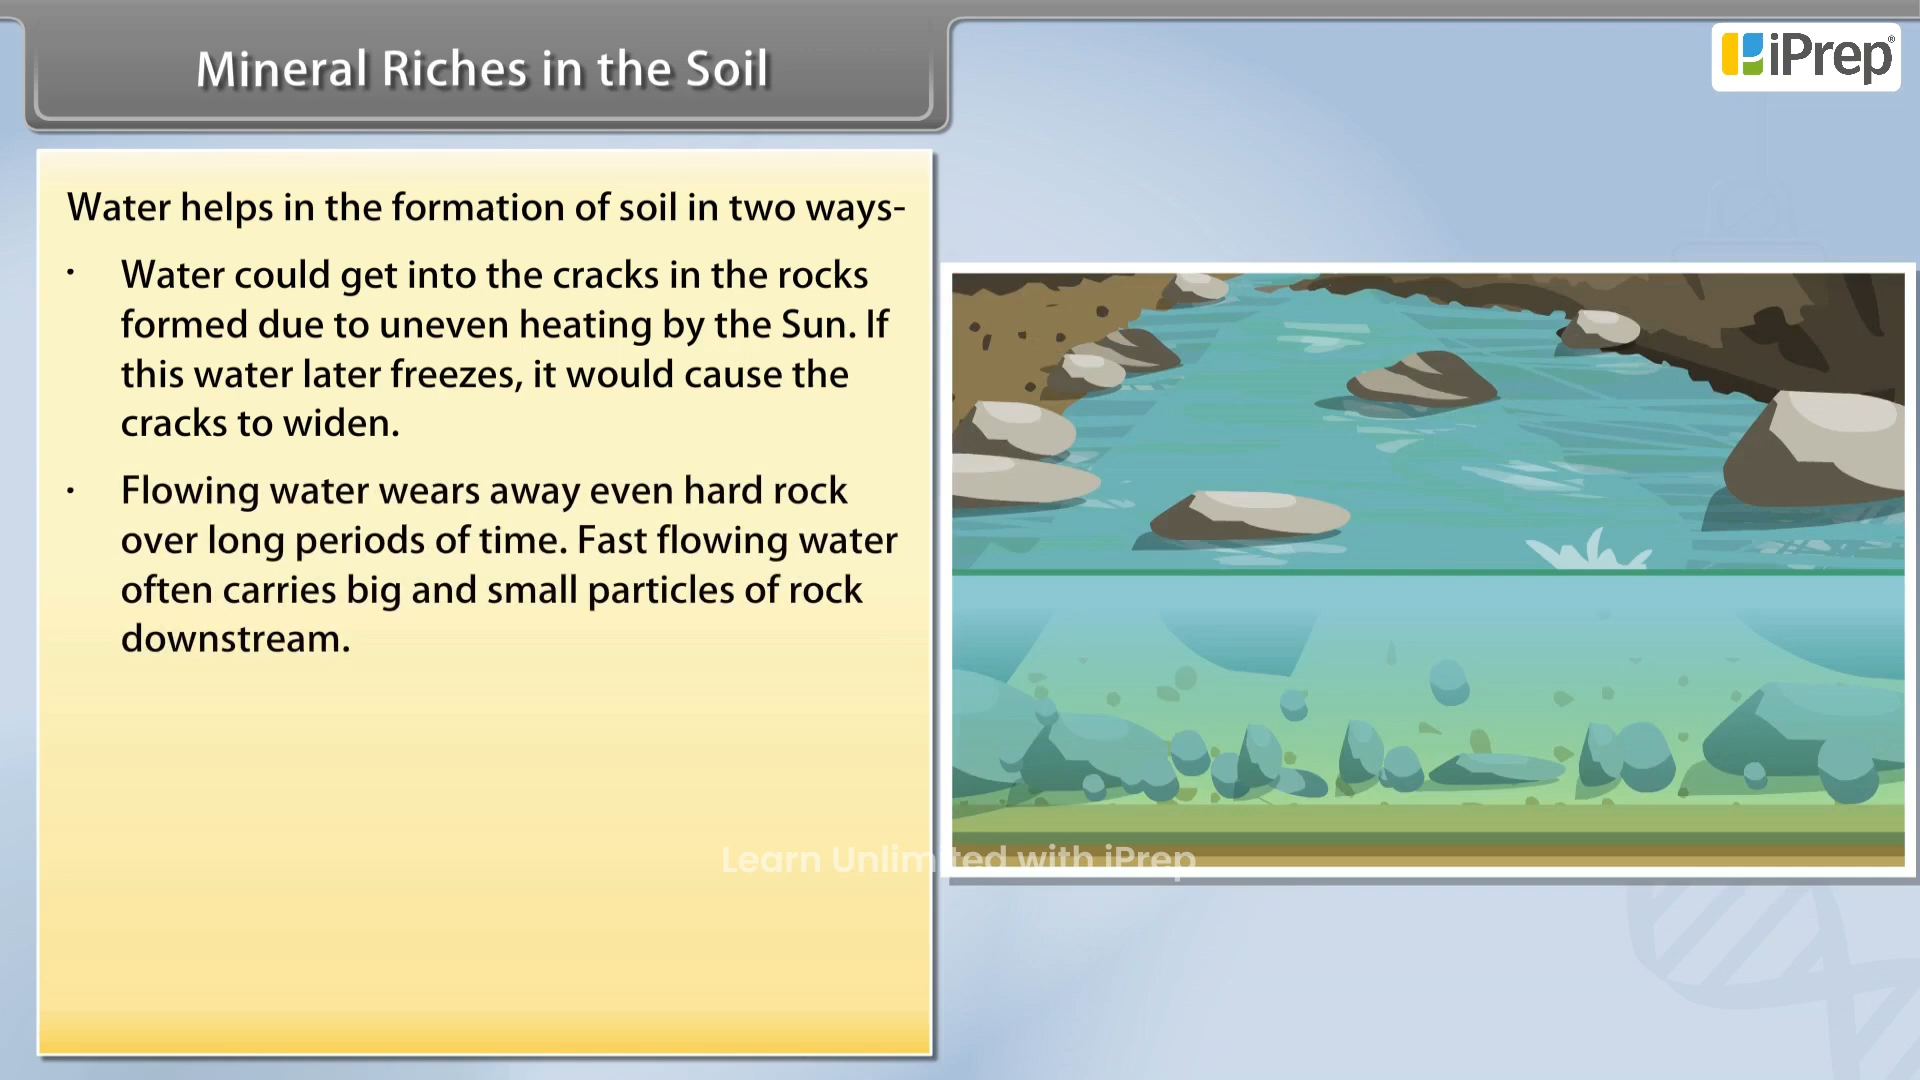 Mineral Riches in the Soil
iPrep®
Water helps in the formation of soil in two ways-
· Water could get into the cracks in the rocks
formed due to uneven heating by the Sun. If
this water later freezes, it would cause the
cracks to widen.
· Flowing water wears away even hard rock
over long periods of time. Fast flowing water
often carries big and small particles of rock
downstream.
Learn Unlimited with iPrep